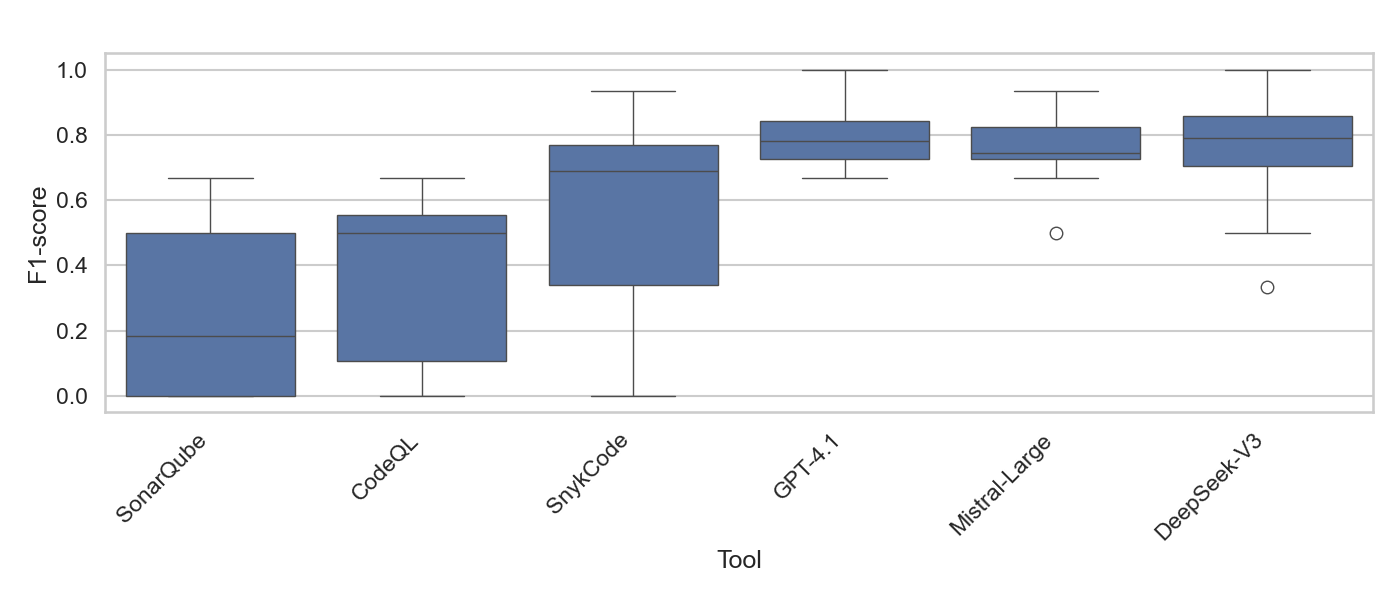 1.0
0.8
0.6
0.4
0.2
0.0
F1-score
SonarQube
CodeQL
SnykCode
GPT-4.1
Mistral-Large
DeepSeek-V3
Tool